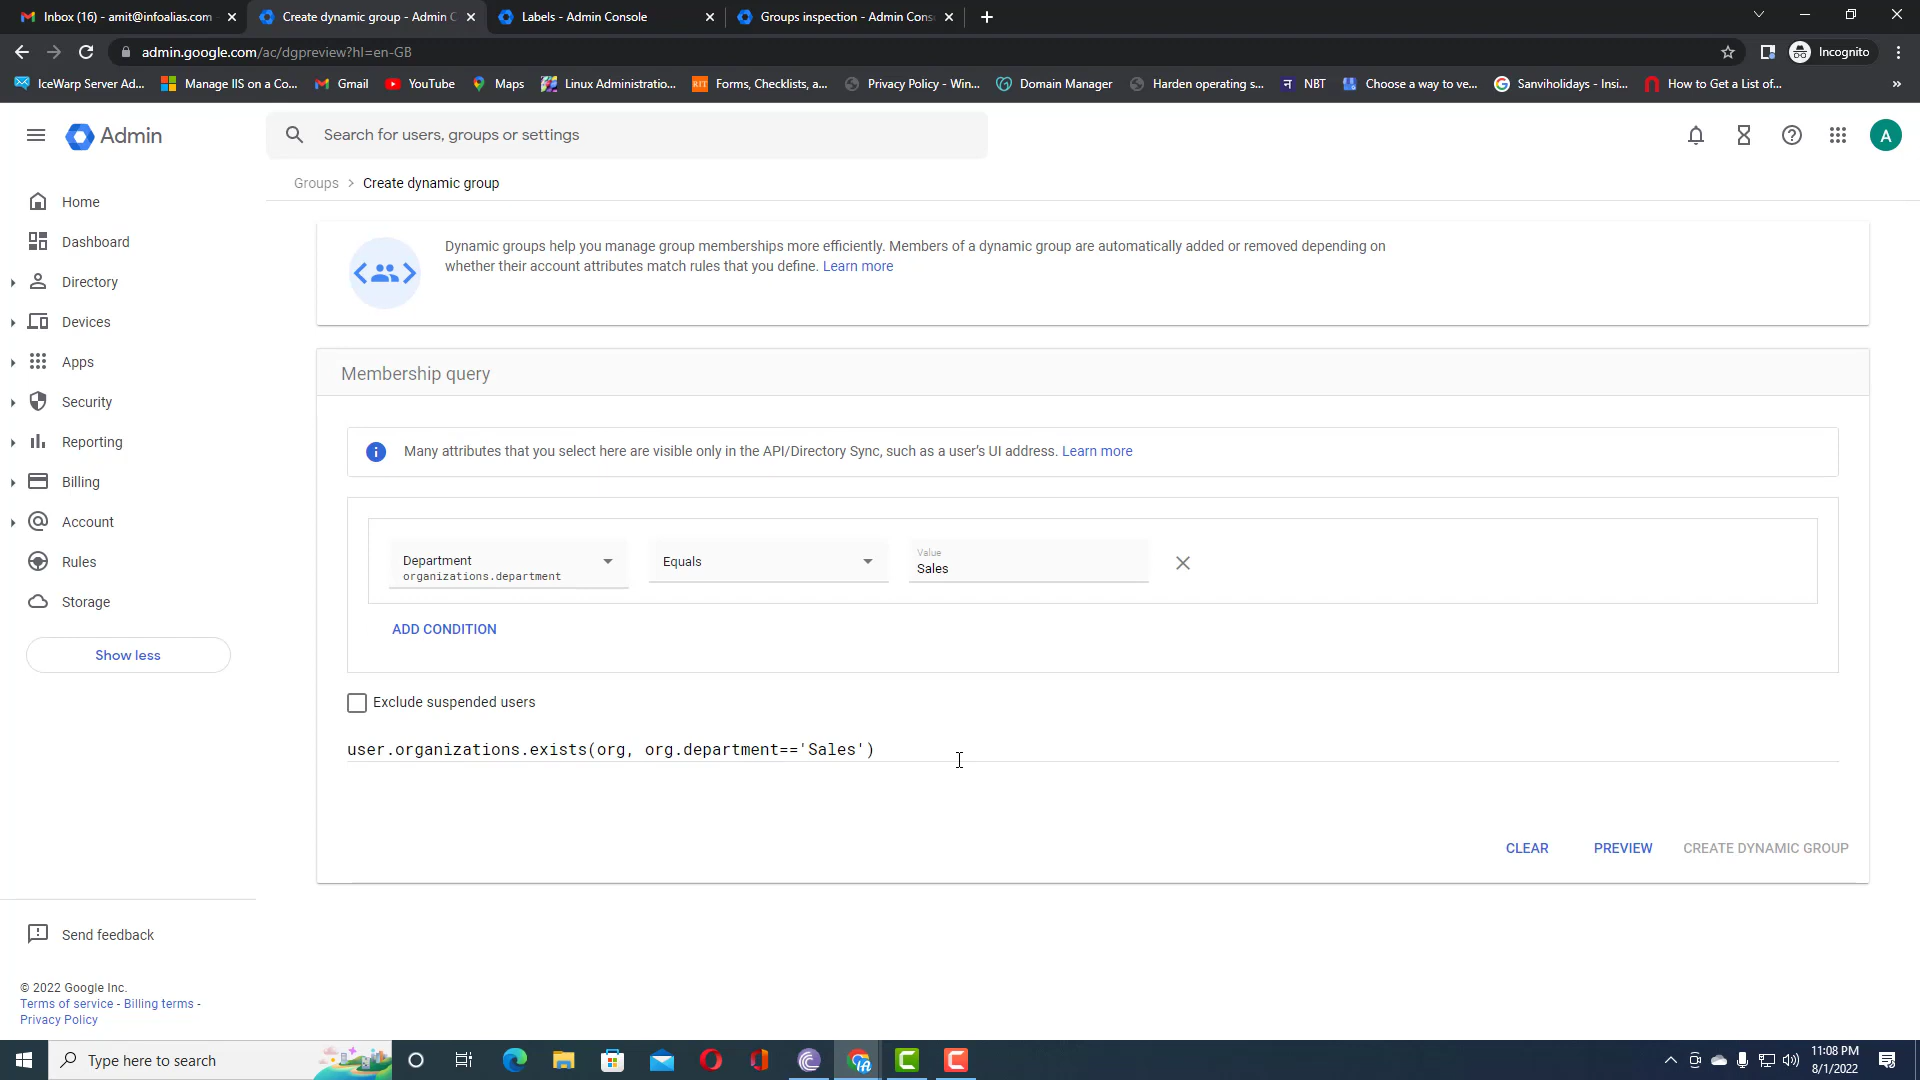 Inbox (16) - amit@infoalias.com
Create dynamic group - Admin C
Labels - Admin Console
Groups inspection - Admin Cons
admin.google.com/ac/dgpreview?hl=en-GB
Incognito
IceWarp Server Ad...
Manage IIS on a Co...
Gmail
YouTube
Maps
Linux Administratio...
RIT
Forms, Checklists, a...
Privacy Policy - Win...
Domain Manager
Harden operating s...
न NBT
Choose a way to ve...
Sanviholidays - Insi...
How to Get a List of...
»
Admin
Search for users, groups or settings
A
Groups > Create dynamic group
Home
Dashboard
Directory
Devices
Apps
Security
Reporting
Billing
Account
Rules
Storage
Show less
Send feedback
© 2022 Google Inc.
Terms of service - Billing terms -
Privacy Policy
Dynamic groups help you manage group memberships more efficiently. Members of a dynamic group are automatically added or removed depending on
whether their account attributes match rules that you define. Learn more
Membership query
Many attributes that you select here are visible only in the API/Directory Sync, such as a user's UI address. Learn more
Department
organizations.department
Equals
Value
Sales
ADD CONDITION
Exclude suspended users
user.organizations.exists(org, org.department=='Sales')
CLEAR
PREVIEW
CREATE DYNAMIC GROUP
Type here to search
11:08 PM
8/1/2022